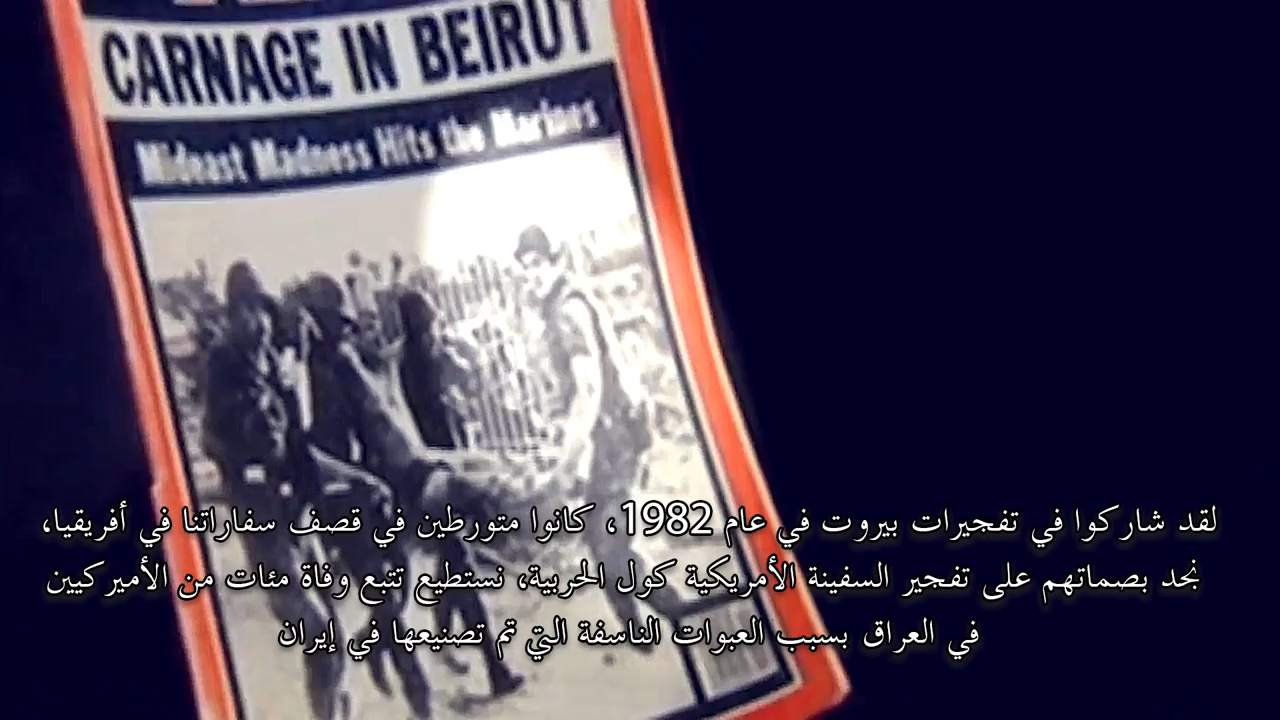 CARNAGE IN BEIRUT
Mideast Madness Hits the Marines
لقد شاركوا في تفجيرات بيروت في عام 1982، كانوا متورطين في قصف سفاراتنا في أفريقيا،
نجد بصماتهم على تفجير السفينة الأمريكية كول الحربية، نستطيع تتبع وفاة مئات من الأميركيين
في العراق بسبب العبوات الناسفة التي تم تصنيعها في إيران